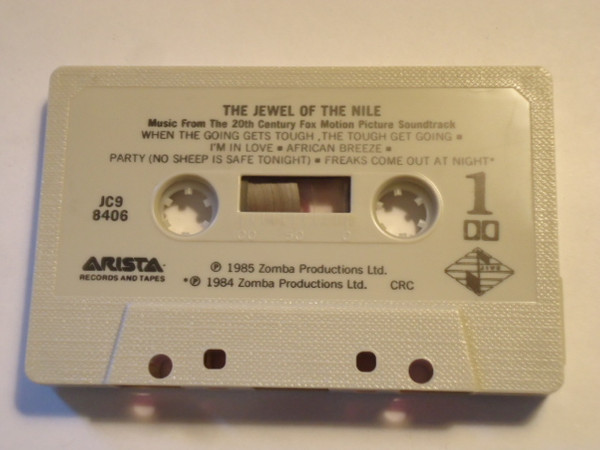 THE JEWEL OF THE NILE
Music From The 20th Century Fox Motion Picture Soundtrack
WHEN THE GOING GETS TOUGH ,THE TOUGH GET GOING ■
I'M IN LOVE ■ AFRICAN BREEZE ■
PARTY (NO SHEEP IS SAFE TONIGHT) ■ FREAKS COME OUT AT NIGHT*
JC9
8406
1
ARISTA
RECORDS AND TAPES
℗ 1985 Zomba Productions Ltd.
*℗ 1984 Zomba Productions Ltd. CRC
JIVE